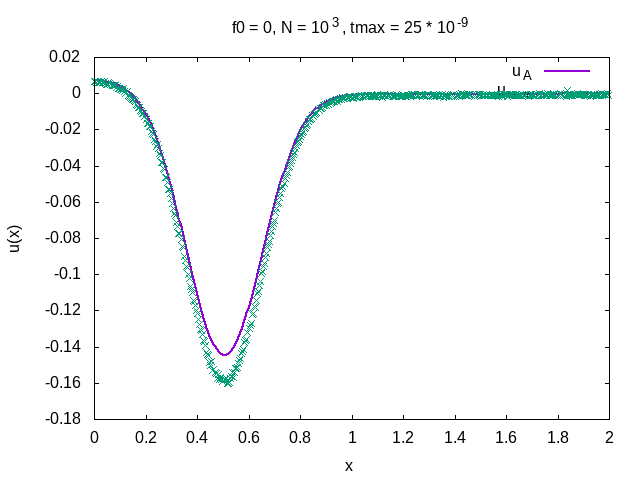 f0 = 0, N = 10^3, tmax = 25 * 10^-9
0.02
0
-0.02
-0.04
-0.06
-0.08
-0.1
-0.12
-0.14
-0.16
-0.18
u(x)
u_A
u
0 0.2 0.4 0.6 0.8 1 1.2 1.4 1.6 1.8 2
x